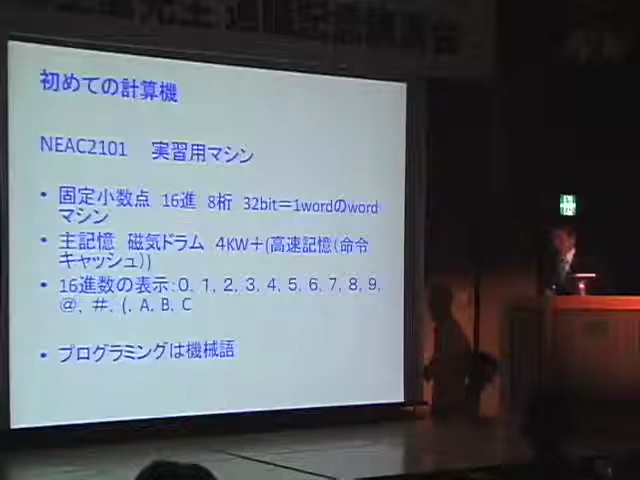 初めての計算機
NEAC2101 実習用マシン
• 固定小数点 16進 8桁 32bit＝1wordのword
マシン
• 主記憶 磁気ドラム 4KW＋(高速記憶(命令
キャッシュ))
• 16進数の表示：0, 1, 2, 3, 4, 5, 6, 7, 8, 9,
@, #, (, A, B, C
• プログラミングは機械語